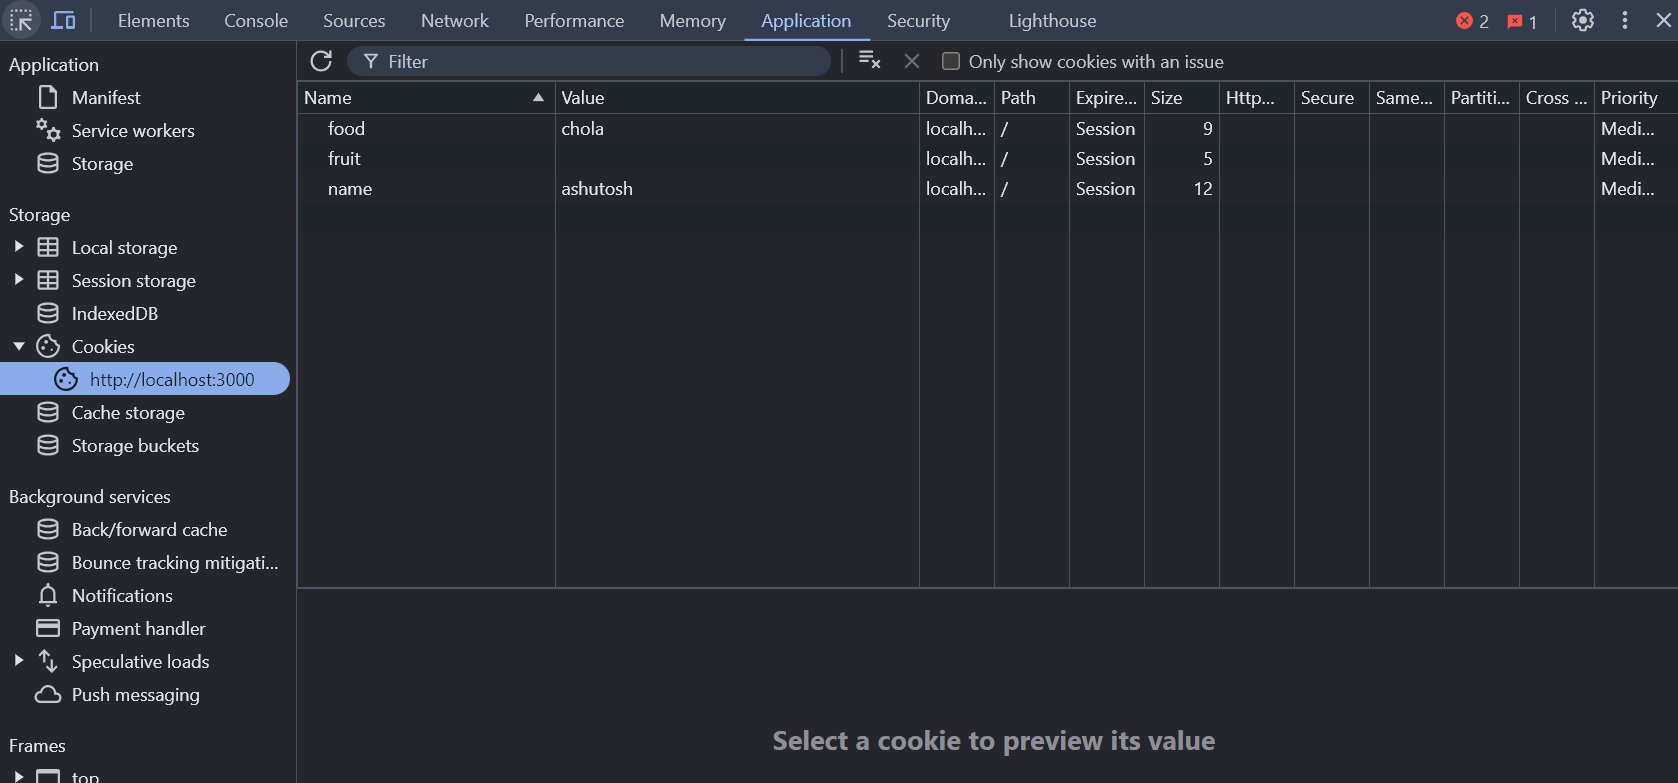 Elements Console Sources Network Performance Memory Application Security Lighthouse 2 1
Application
Manifest
Service workers
Storage
Storage
Local storage
Session storage
IndexedDB
Cookies
http://localhost:3000
Cache storage
Storage buckets
Background services
Back/forward cache
Bounce tracking mitigati...
Notifications
Payment handler
Speculative loads
Push messaging
Frames
top
Filter Only show cookies with an issue
Name Value Doma... Path Expire... Size Http... Secure Same... Partiti... Cross ... Priority
food chola localh... / Session 9 Medi...
fruit localh... / Session 5 Medi...
name ashutosh localh... / Session 12 Medi...
Select a cookie to preview its value